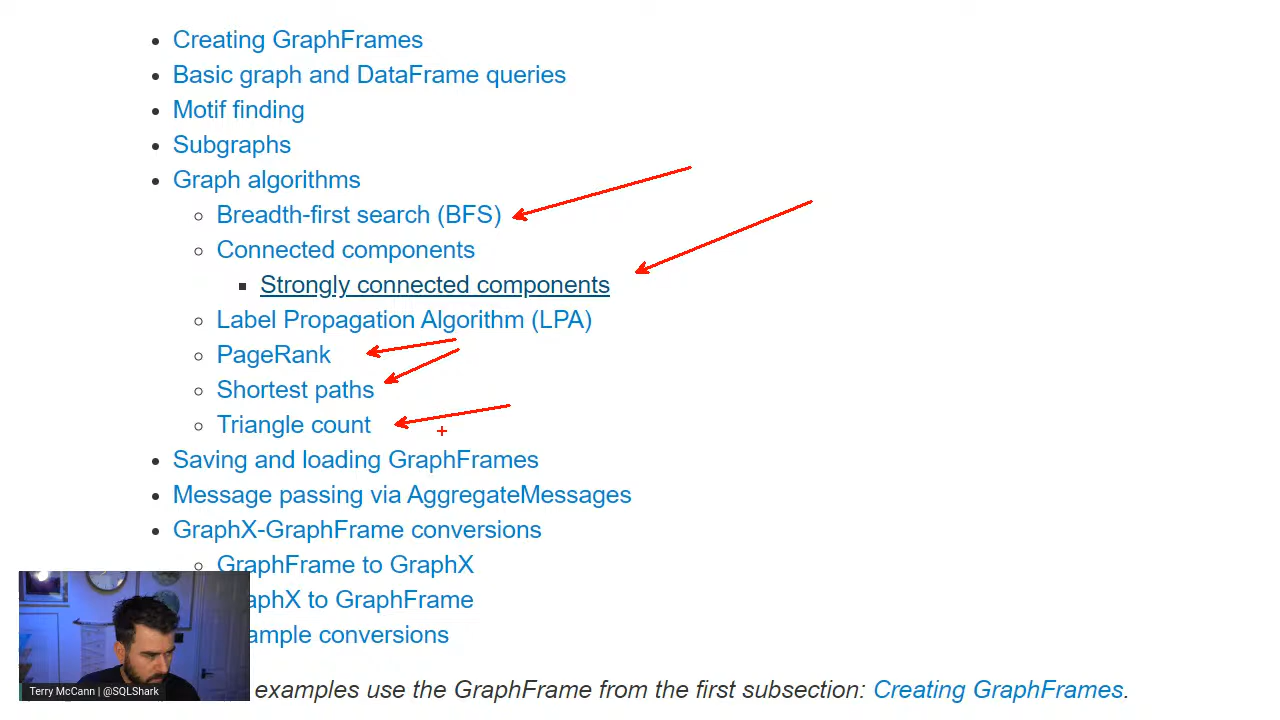 Creating GraphFrames
Basic graph and DataFrame queries
Motif finding
Subgraphs
Graph algorithms
Breadth-first search (BFS)
Connected components
Strongly connected components
Label Propagation Algorithm (LPA)
PageRank
Shortest paths
Triangle count
Saving and loading GraphFrames
Message passing via AggregateMessages
GraphX-GraphFrame conversions
GraphFrame to GraphX
aphX to GraphFrame
ample conversions
examples use the GraphFrame from the first subsection: Creating GraphFrames.
Terry McCann | @SQLShark